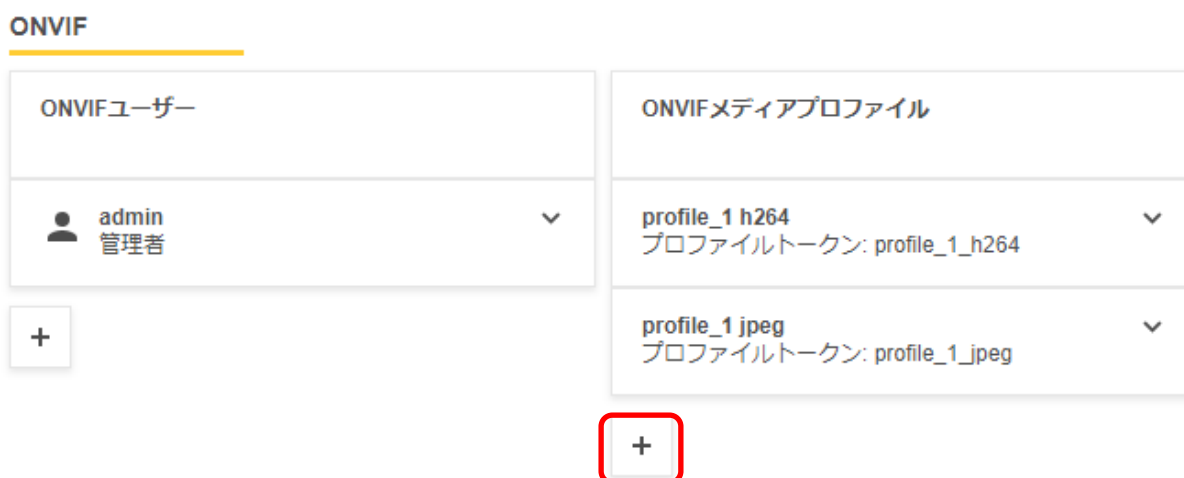 ONVIF
ONVIFユーザー
admin
管理者
+
ONVIFメディアプロファイル
profile_1 h264
プロファイルトークン: profile_1_h264
profile_1 jpeg
プロファイルトークン: profile_1_jpeg
+